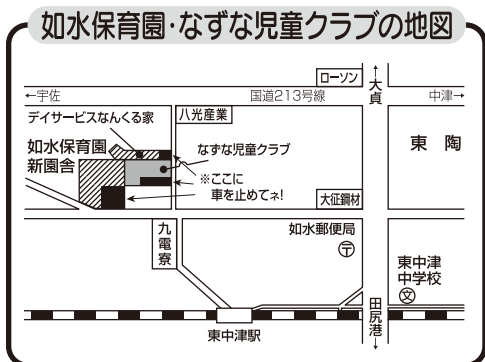 如水保育園・なずな児童クラブの地図
ローソン
↑大貞
←宇佐
国道213号線
中津→
デイサービスなんくる家
八光産業
如水保育園
新園舎
なずな児童クラブ
東陶
※ここに
車を止めてネ!
大征鋼材
九電寮
如水郵便局
〒
東中津
中学校
文
田尻港↓
東中津駅